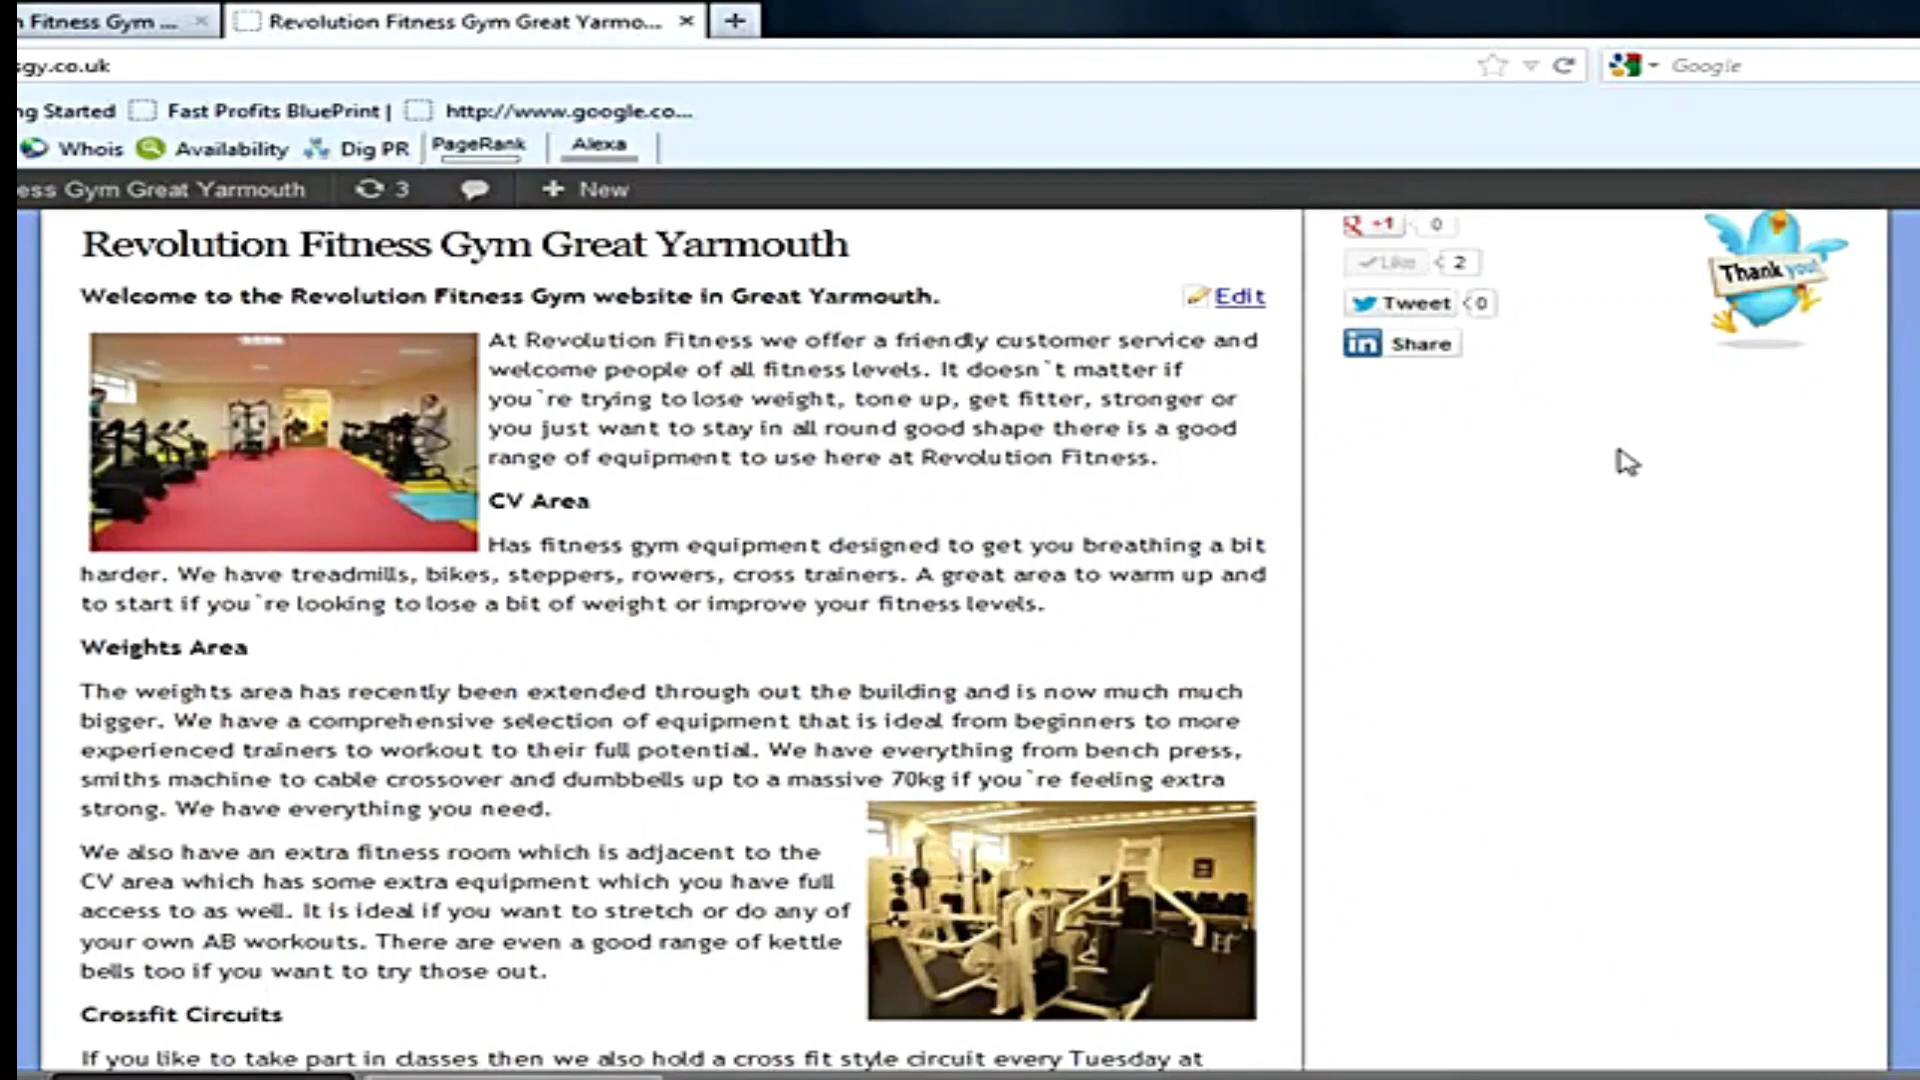 Fitness Gym ...
Revolution Fitness Gym Great Yarmo...
gy.co.uk
Google
ng Started
Fast Profits BluePrint |
http://www.google.co...
Whois
Availability
Dig PR
PageRank
Alexa
ess Gym Great Yarmouth
3
+ New
Revolution Fitness Gym Great Yarmouth
Welcome to the Revolution Fitness Gym website in Great Yarmouth.
Edit
At Revolution Fitness we offer a friendly customer service and
welcome people of all fitness levels. It doesn`t matter if
you`re trying to lose weight, tone up, get fitter, stronger or
you just want to stay in all round good shape there is a good
range of equipment to use here at Revolution Fitness.
CV Area
Has fitness gym equipment designed to get you breathing a bit
harder. We have treadmills, bikes, steppers, rowers, cross trainers. A great area to warm up and
to start if you`re looking to lose a bit of weight or improve your fitness levels.
Weights Area
The weights area has recently been extended through out the building and is now much much
bigger. We have a comprehensive selection of equipment that is ideal from beginners to more
experienced trainers to workout to their full potential. We have everything from bench press,
smiths machine to cable crossover and dumbbells up to a massive 70kg if you`re feeling extra
strong. We have everything you need.
We also have an extra fitness room which is adjacent to the
CV area which has some extra equipment which you have full
access to as well. It is ideal if you want to stretch or do any of
your own AB workouts. There are even a good range of kettle
bells too if you want to try those out.
Crossfit Circuits
If you like to take part in classes then we also hold a cross fit style circuit every Tuesday at
+1 0
Like 2
Tweet 0
in Share
Thank you!